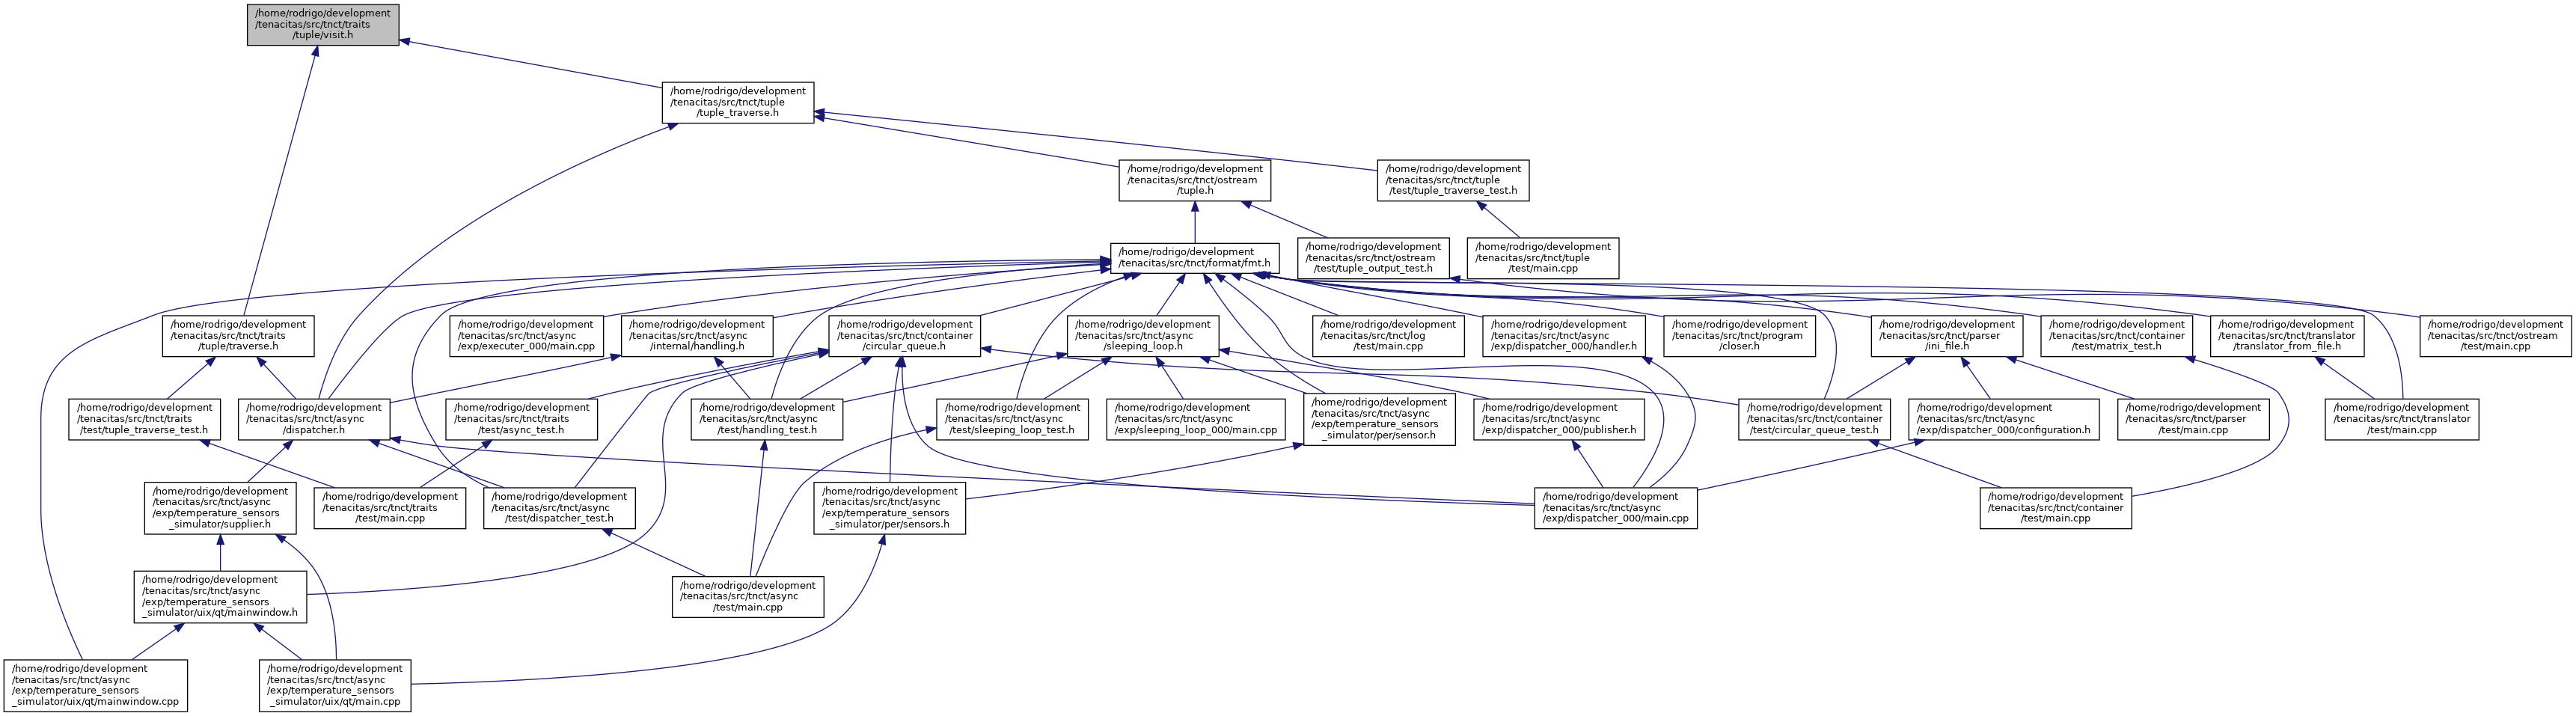 /home/rodrigo/development
/tenacitas/src/tnct/traits
/tuple/visit.h
/home/rodrigo/development
/tenacitas/src/tnct/tuple
/tuple_traverse.h
/home/rodrigo/development
/tenacitas/src/tnct/ostream
/tuple.h
/home/rodrigo/development
/tenacitas/src/tnct/tuple
/test/tuple_traverse_test.h
/home/rodrigo/development
/tenacitas/src/tnct/format/fmt.h
/home/rodrigo/development
/tenacitas/src/tnct/ostream
/test/tuple_output_test.h
/home/rodrigo/development
/tenacitas/src/tnct/tuple
/test/main.cpp
/home/rodrigo/development
/tenacitas/src/tnct/traits
/tuple/traverse.h
/home/rodrigo/development
/tenacitas/src/tnct/async
/exp/executer_000/main.cpp
/home/rodrigo/development
/tenacitas/src/tnct/async
/internal/handling.h
/home/rodrigo/development
/tenacitas/src/tnct/container
/circular_queue.h
/home/rodrigo/development
/tenacitas/src/tnct/async
/sleeping_loop.h
/home/rodrigo/development
/tenacitas/src/tnct/log
/test/main.cpp
/home/rodrigo/development
/tenacitas/src/tnct/async
/exp/dispatcher_000/handler.h
/home/rodrigo/development
/tenacitas/src/tnct/program
/closer.h
/home/rodrigo/development
/tenacitas/src/tnct/parser
/ini_file.h
/home/rodrigo/development
/tenacitas/src/tnct/container
/test/matrix_test.h
/home/rodrigo/development
/tenacitas/src/tnct/translator
/translator_from_file.h
/home/rodrigo/development
/tenacitas/src/tnct/ostream
/test/main.cpp
/home/rodrigo/development
/tenacitas/src/tnct/traits
/test/tuple_traverse_test.h
/home/rodrigo/development
/tenacitas/src/tnct/async
/dispatcher.h
/home/rodrigo/development
/tenacitas/src/tnct/traits
/test/async_test.h
/home/rodrigo/development
/tenacitas/src/tnct/async
/test/handling_test.h
/home/rodrigo/development
/tenacitas/src/tnct/async
/test/sleeping_loop_test.h
/home/rodrigo/development
/tenacitas/src/tnct/async
/exp/sleeping_loop_000/main.cpp
/home/rodrigo/development
/tenacitas/src/tnct/async
/exp/temperature_sensors
_simulator/per/sensor.h
/home/rodrigo/development
/tenacitas/src/tnct/async
/exp/dispatcher_000/publisher.h
/home/rodrigo/development
/tenacitas/src/tnct/container
/test/circular_queue_test.h
/home/rodrigo/development
/tenacitas/src/tnct/async
/exp/dispatcher_000/configuration.h
/home/rodrigo/development
/tenacitas/src/tnct/parser
/test/main.cpp
/home/rodrigo/development
/tenacitas/src/tnct/translator
/test/main.cpp
/home/rodrigo/development
/tenacitas/src/tnct/async
/exp/temperature_sensors
_simulator/supplier.h
/home/rodrigo/development
/tenacitas/src/tnct/traits
/test/main.cpp
/home/rodrigo/development
/tenacitas/src/tnct/async
/test/dispatcher_test.h
/home/rodrigo/development
/tenacitas/src/tnct/async
/exp/temperature_sensors
_simulator/per/sensors.h
/home/rodrigo/development
/tenacitas/src/tnct/async
/exp/dispatcher_000/main.cpp
/home/rodrigo/development
/tenacitas/src/tnct/container
/test/main.cpp
/home/rodrigo/development
/tenacitas/src/tnct/async
/exp/temperature_sensors
_simulator/uix/qt/mainwindow.h
/home/rodrigo/development
/tenacitas/src/tnct/async
/test/main.cpp
/home/rodrigo/development
/tenacitas/src/tnct/async
/exp/temperature_sensors
_simulator/uix/qt/mainwindow.cpp
/home/rodrigo/development
/tenacitas/src/tnct/async
/exp/temperature_sensors
_simulator/uix/qt/main.cpp